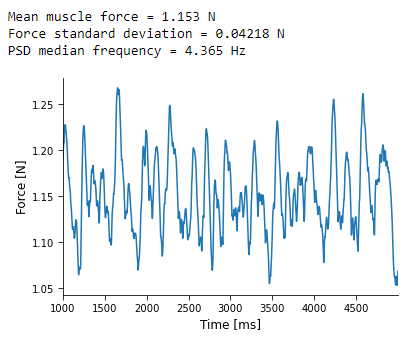 Mean muscle force = 1.153 N
Force standard deviation = 0.04218 N
PSD median frequency = 4.365 Hz
1.25
1.20
1.15
1.10
1.05
Force [N]
1000 1500 2000 2500 3000 3500 4000 4500
Time [ms]